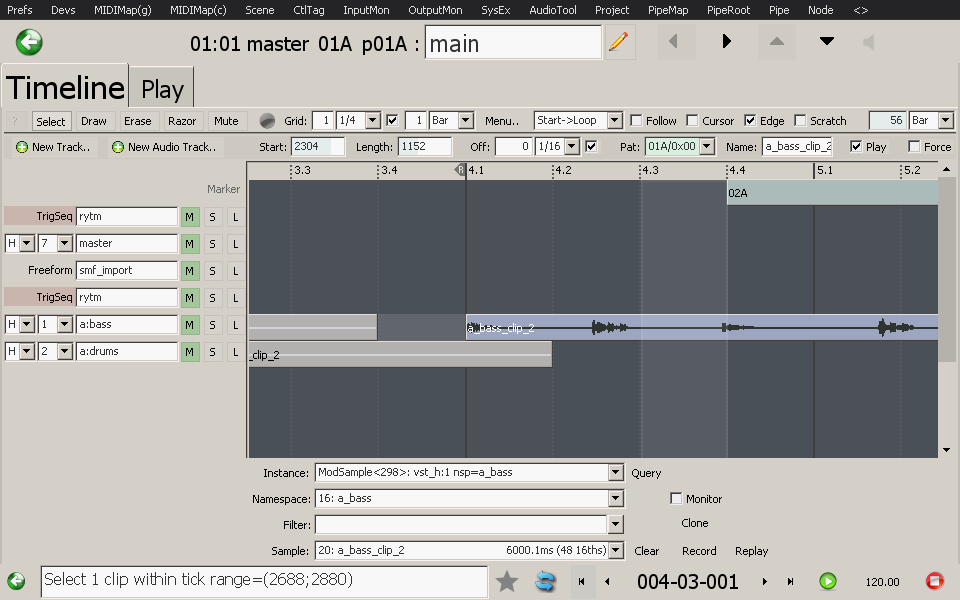 Prefs Devs MIDIMap(g) MIDIMap(c) Scene CtlTag InputMon OutputMon SysEx AudioTool Project PipeMap PipeRoot Pipe Node <>
01:01 master 01A p01A : main
Timeline Play
? Select Draw Erase Razor Mute Grid: 1 1/4 1 Bar Menu.. Start->Loop Follow Cursor Edge Scratch 56 Bar
New Track.. New Audio Track.. Start: 2304 Length: 1152 Off: 0 1/16 Pat: 01A/0x00 Name: a_bass_clip_2 Play Force
3.3 3.4 R 4.1 4.2 4.3 4.4 5.1 5.2
Marker 02A
TrigSeq rytm M S L
H 7 master M S L
Freeform smf_import M S L
TrigSeq rytm M S L
H 1 a:bass M S L a_bass_clip_2
H 2 a:drums M S L _clip_2
Instance: ModSample<298>: vst_h:1 nsp=a_bass Query
Namespace: 16: a_bass Monitor
Filter: Clone
Sample: 20: a_bass_clip_2 6000.1ms (48 16ths) Clear Record Replay
Select 1 clip within tick range=(2688;2880) 004-03-001 120.00